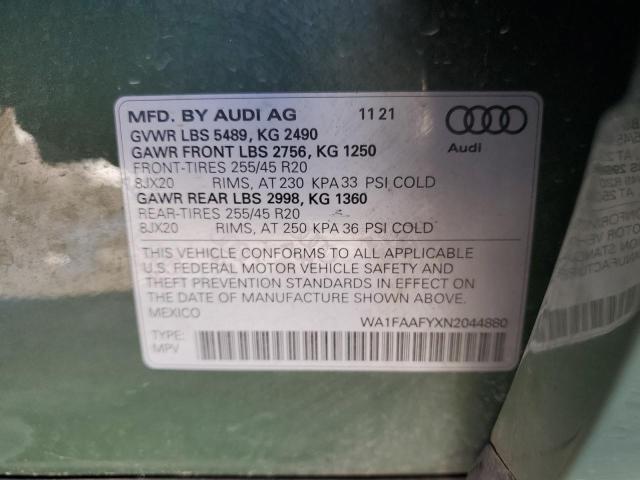 MFD. BY AUDI AG 11 21
GVWR LBS 5489, KG 2490
GAWR FRONT LBS 2756, KG 1250
FRONT-TIRES 255/45 R20
8JX20 RIMS, AT 230 KPA 33 PSI COLD
GAWR REAR LBS 2998, KG 1360
REAR-TIRES 255/45 R20
8JX20 RIMS, AT 250 KPA 36 PSI COLD
Audi
THIS VEHICLE CONFORMS TO ALL APPLICABLE
U.S. FEDERAL MOTOR VEHICLE SAFETY AND
THEFT PREVENTION STANDARDS IN EFFECT ON
THE DATE OF MANUFACTURE SHOWN ABOVE.
MEXICO
WA1FAAFYXN2044880
TYPE:
MPV